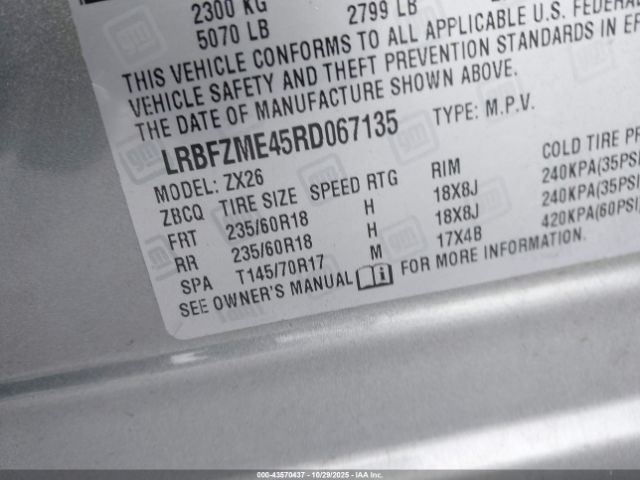 2300 KG 2799 LB
5070 LB
THIS VEHICLE CONFORMS TO ALL APPLICABLE U.S. FEDERAL
VEHICLE SAFETY AND THEFT PREVENTION STANDARDS IN EF
THE DATE OF MANUFACTURE SHOWN ABOVE.
LRBFZME45RD067135 TYPE: M.P.V.
MODEL: ZX26
ZBCQ TIRE SIZE SPEED RTG RIM COLD TIRE PR
FRT 235/60R18 H 18X8J 240KPA(35PSI
RR 235/60R18 H 18X8J 240KPA(35PSI)
SPA T145/70R17 M 17X4B 420KPA(60PSI)
SEE OWNER'S MANUAL FOR MORE INFORMATION.
gm
000-43570437 - 10/29/2025 - IAA Inc.